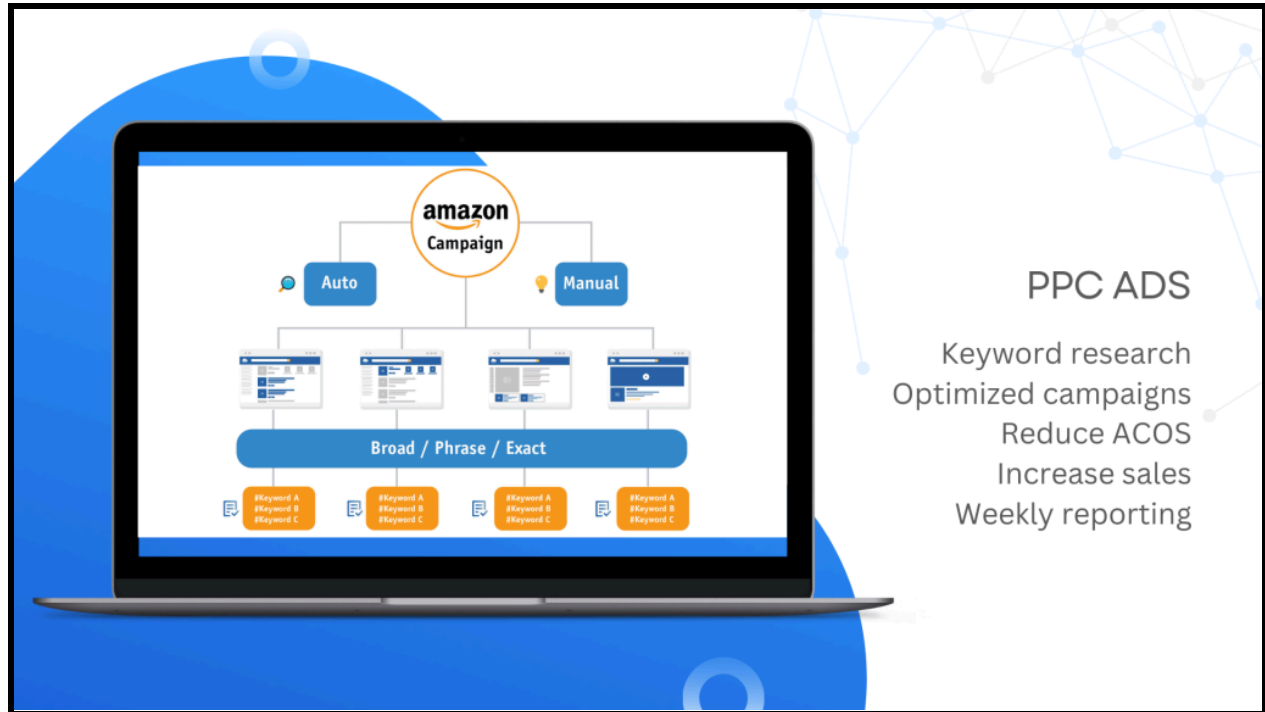 amazon
Campaign
Auto
Manual
Broad / Phrase / Exact
#Keyword A
#Keyword B
#Keyword C
#Keyword A
#Keyword B
#Keyword C
#Keyword A
#Keyword B
#Keyword C
#Keyword A
#Keyword B
#Keyword C
PPC ADS
Keyword research
Optimized campaigns
Reduce ACOS
Increase sales
Weekly reporting